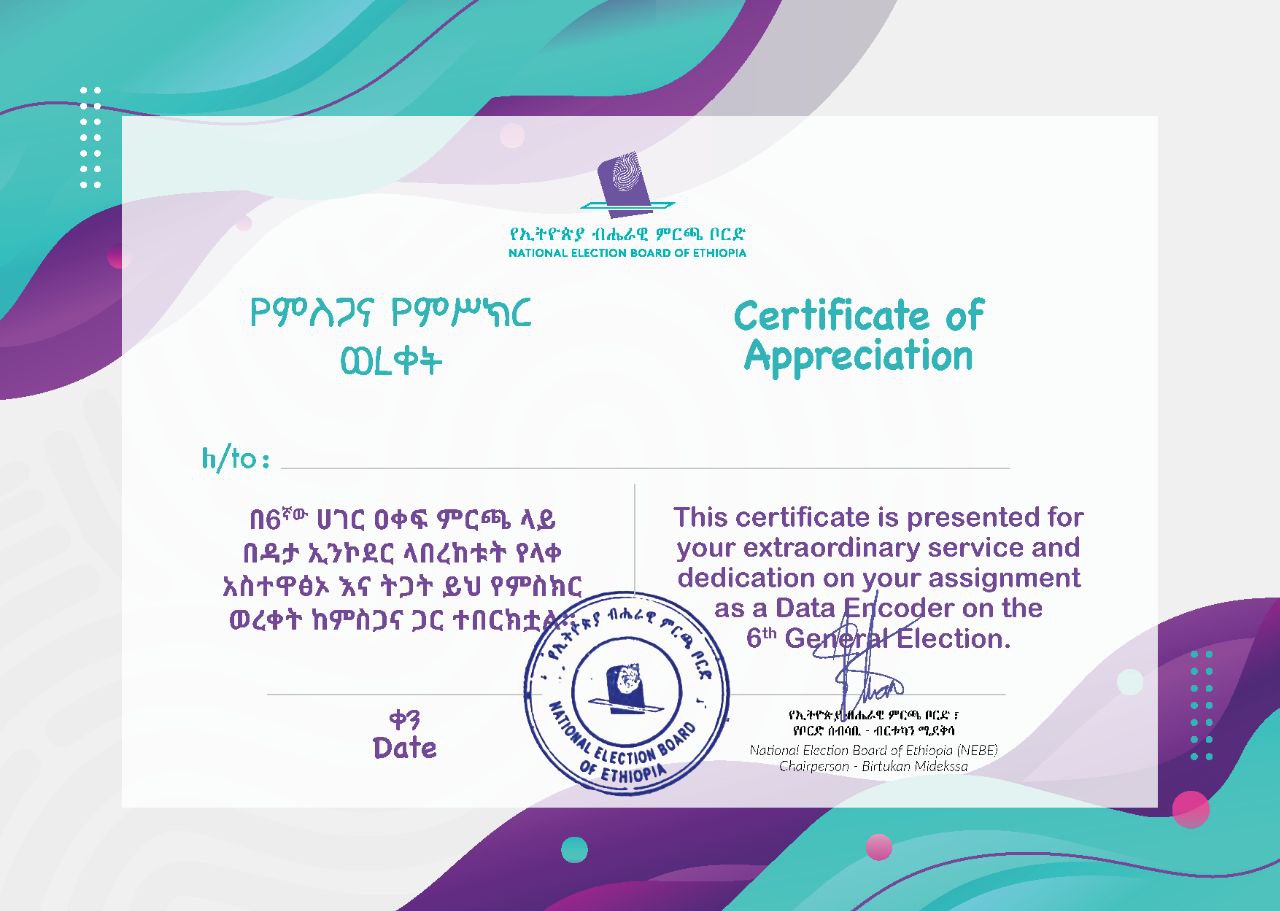 የኢትዮጵያ ብሔራዊ ምርጫ ቦርድ
NATIONAL ELECTION BOARD OF ETHIOPIA
የምስጋና የምሥክር
ወረቀት
Certificate of
Appreciation
ለ/to :
በ6ኛው ሀገር ዐቀፍ ምርጫ ላይ
በዳታ ኢንኮደር ላበረከቱት የላቀ
አስተዋፅኦ እና ትጋት ይህ የምስክር
ወረቀት ከምስጋና ጋር ተበርክቷል።
This certificate is presented for
your extraordinary service and
dedication on your assignment
as a Data Encoder on the
6th General Election.
የኢትዮጵያ ብሔራዊ ምርጫ ቦርድ
NATIONAL ELECTION BOARD
OF ETHIOPIA
ቀን
Date
የኢትዮጵያ ብሔራዊ ምርጫ ቦርድ ፣
የቦርድ ሰብሳቢ - ብርቱካን ሚደቅሳ
National Election Board of Ethiopia (NEBE)
Chairperson - Birtukan Midekssa